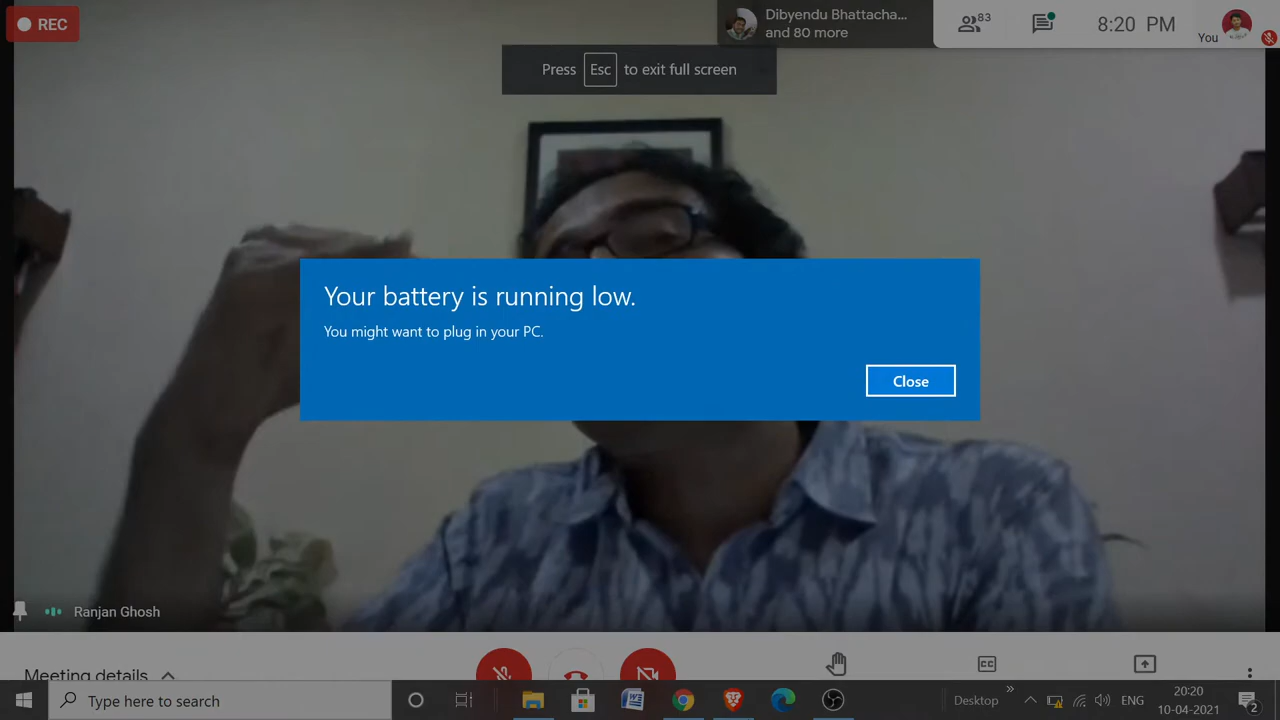 REC
Dibyendu Bhattacha...
and 80 more
83
8:20 PM
You
Press Esc to exit full screen
Your battery is running low.
You might want to plug in your PC.
Close
Ranjan Ghosh
Meeting details
CC
Type here to search
W
Desktop
ENG
20:20
10-04-2021
2